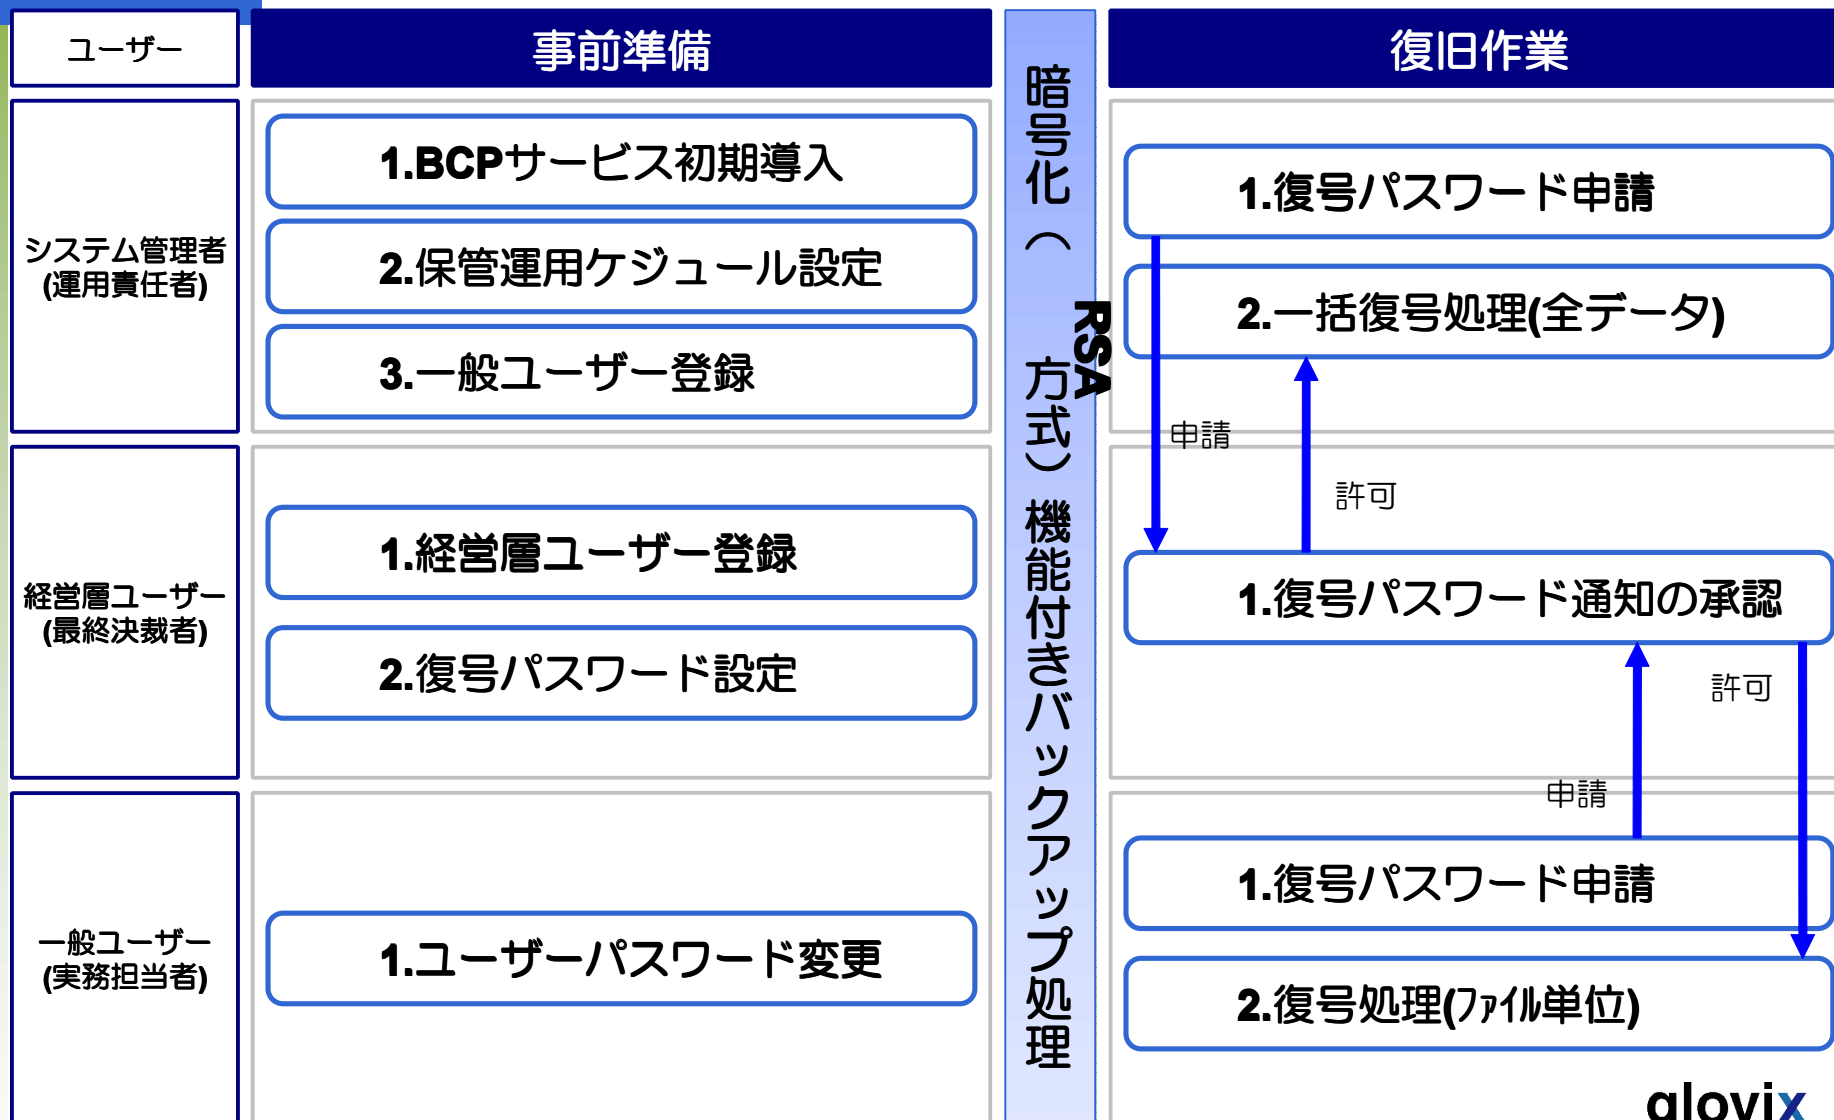 ユーザー
事前準備
復旧作業
システム管理者
(運用責任者)
1.BCPサービス初期導入
2.保管運用ケジュール設定
3.一般ユーザー登録
暗号化（RSA方式）機能付きバックアップ処理
1.復号パスワード申請
2.一括復号処理(全データ)
申請
許可
経営層ユーザー
(最終決裁者)
1.経営層ユーザー登録
2.復号パスワード設定
1.復号パスワード通知の承認
許可
申請
一般ユーザー
(実務担当者)
1.ユーザーパスワード変更
1.復号パスワード申請
2.復号処理(ﾌｧｲﾙ単位)
glovix